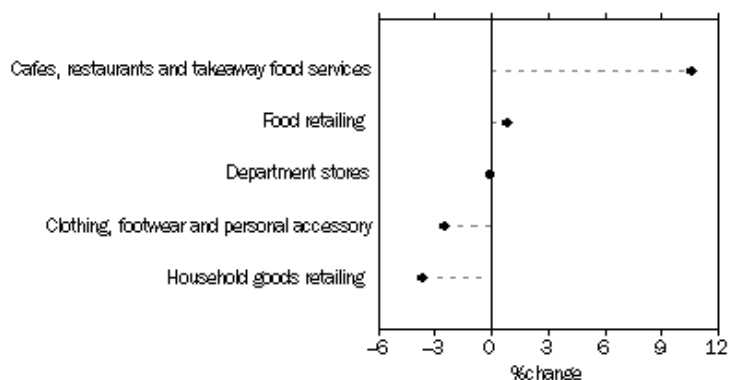 Cafes, restaurants and takeaway food services
Food retailing
Department stores
Clothing, footwear and personal accessory
Household goods retailing
–6 –3 0 3 6 9 12
%change